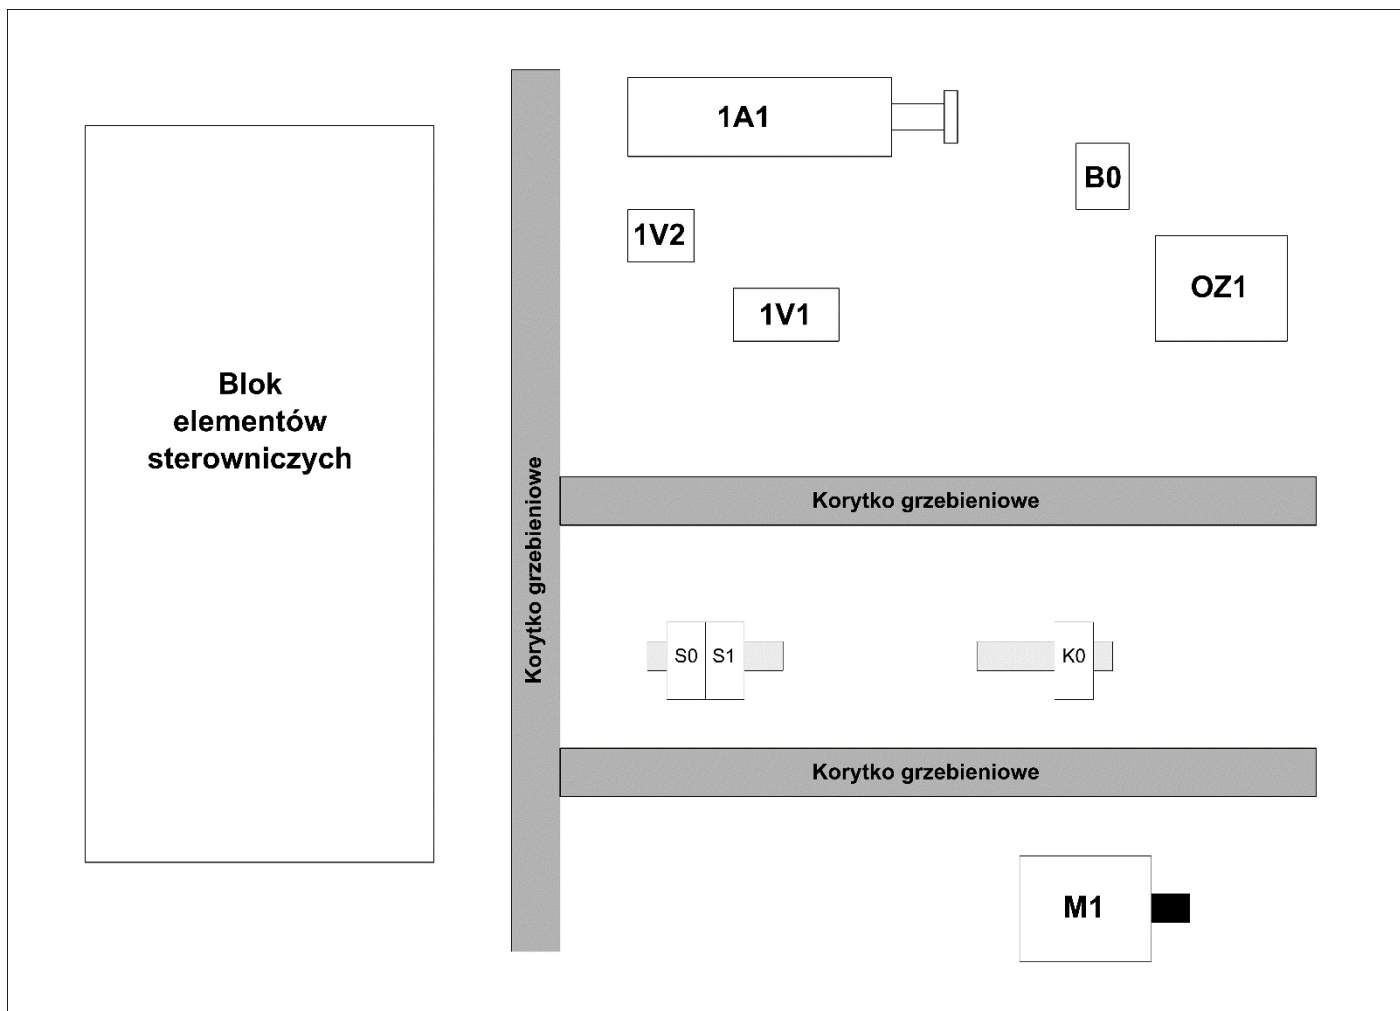 1A1
B0
1V2
OZ1
1V1
Blok
elementów
sterowniczych
Korytko grzebieniowe
Korytko grzebieniowe
S0 S1
K0
Korytko grzebieniowe
M1